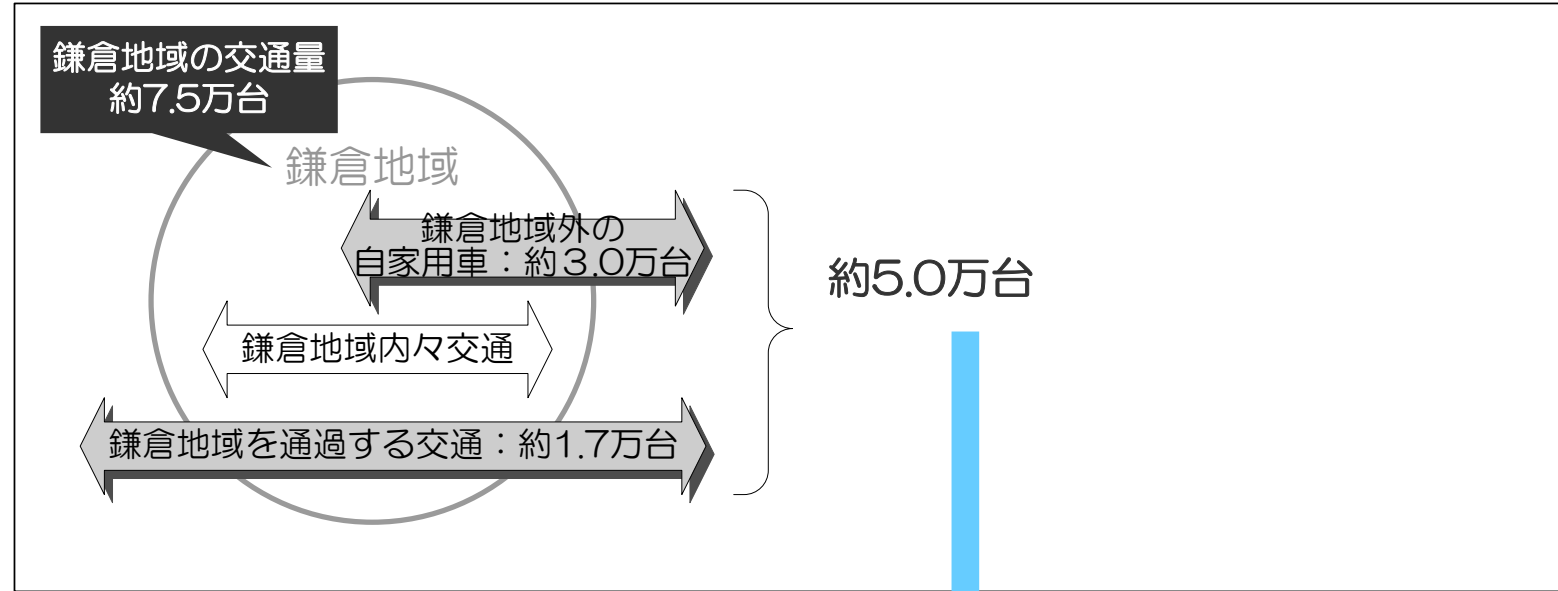 鎌倉地域の交通量
約7.5万台
鎌倉地域
鎌倉地域外の
自家用車：約３.０万台
約5.0万台
鎌倉地域内々交通
鎌倉地域を通過する交通：約1.7万台